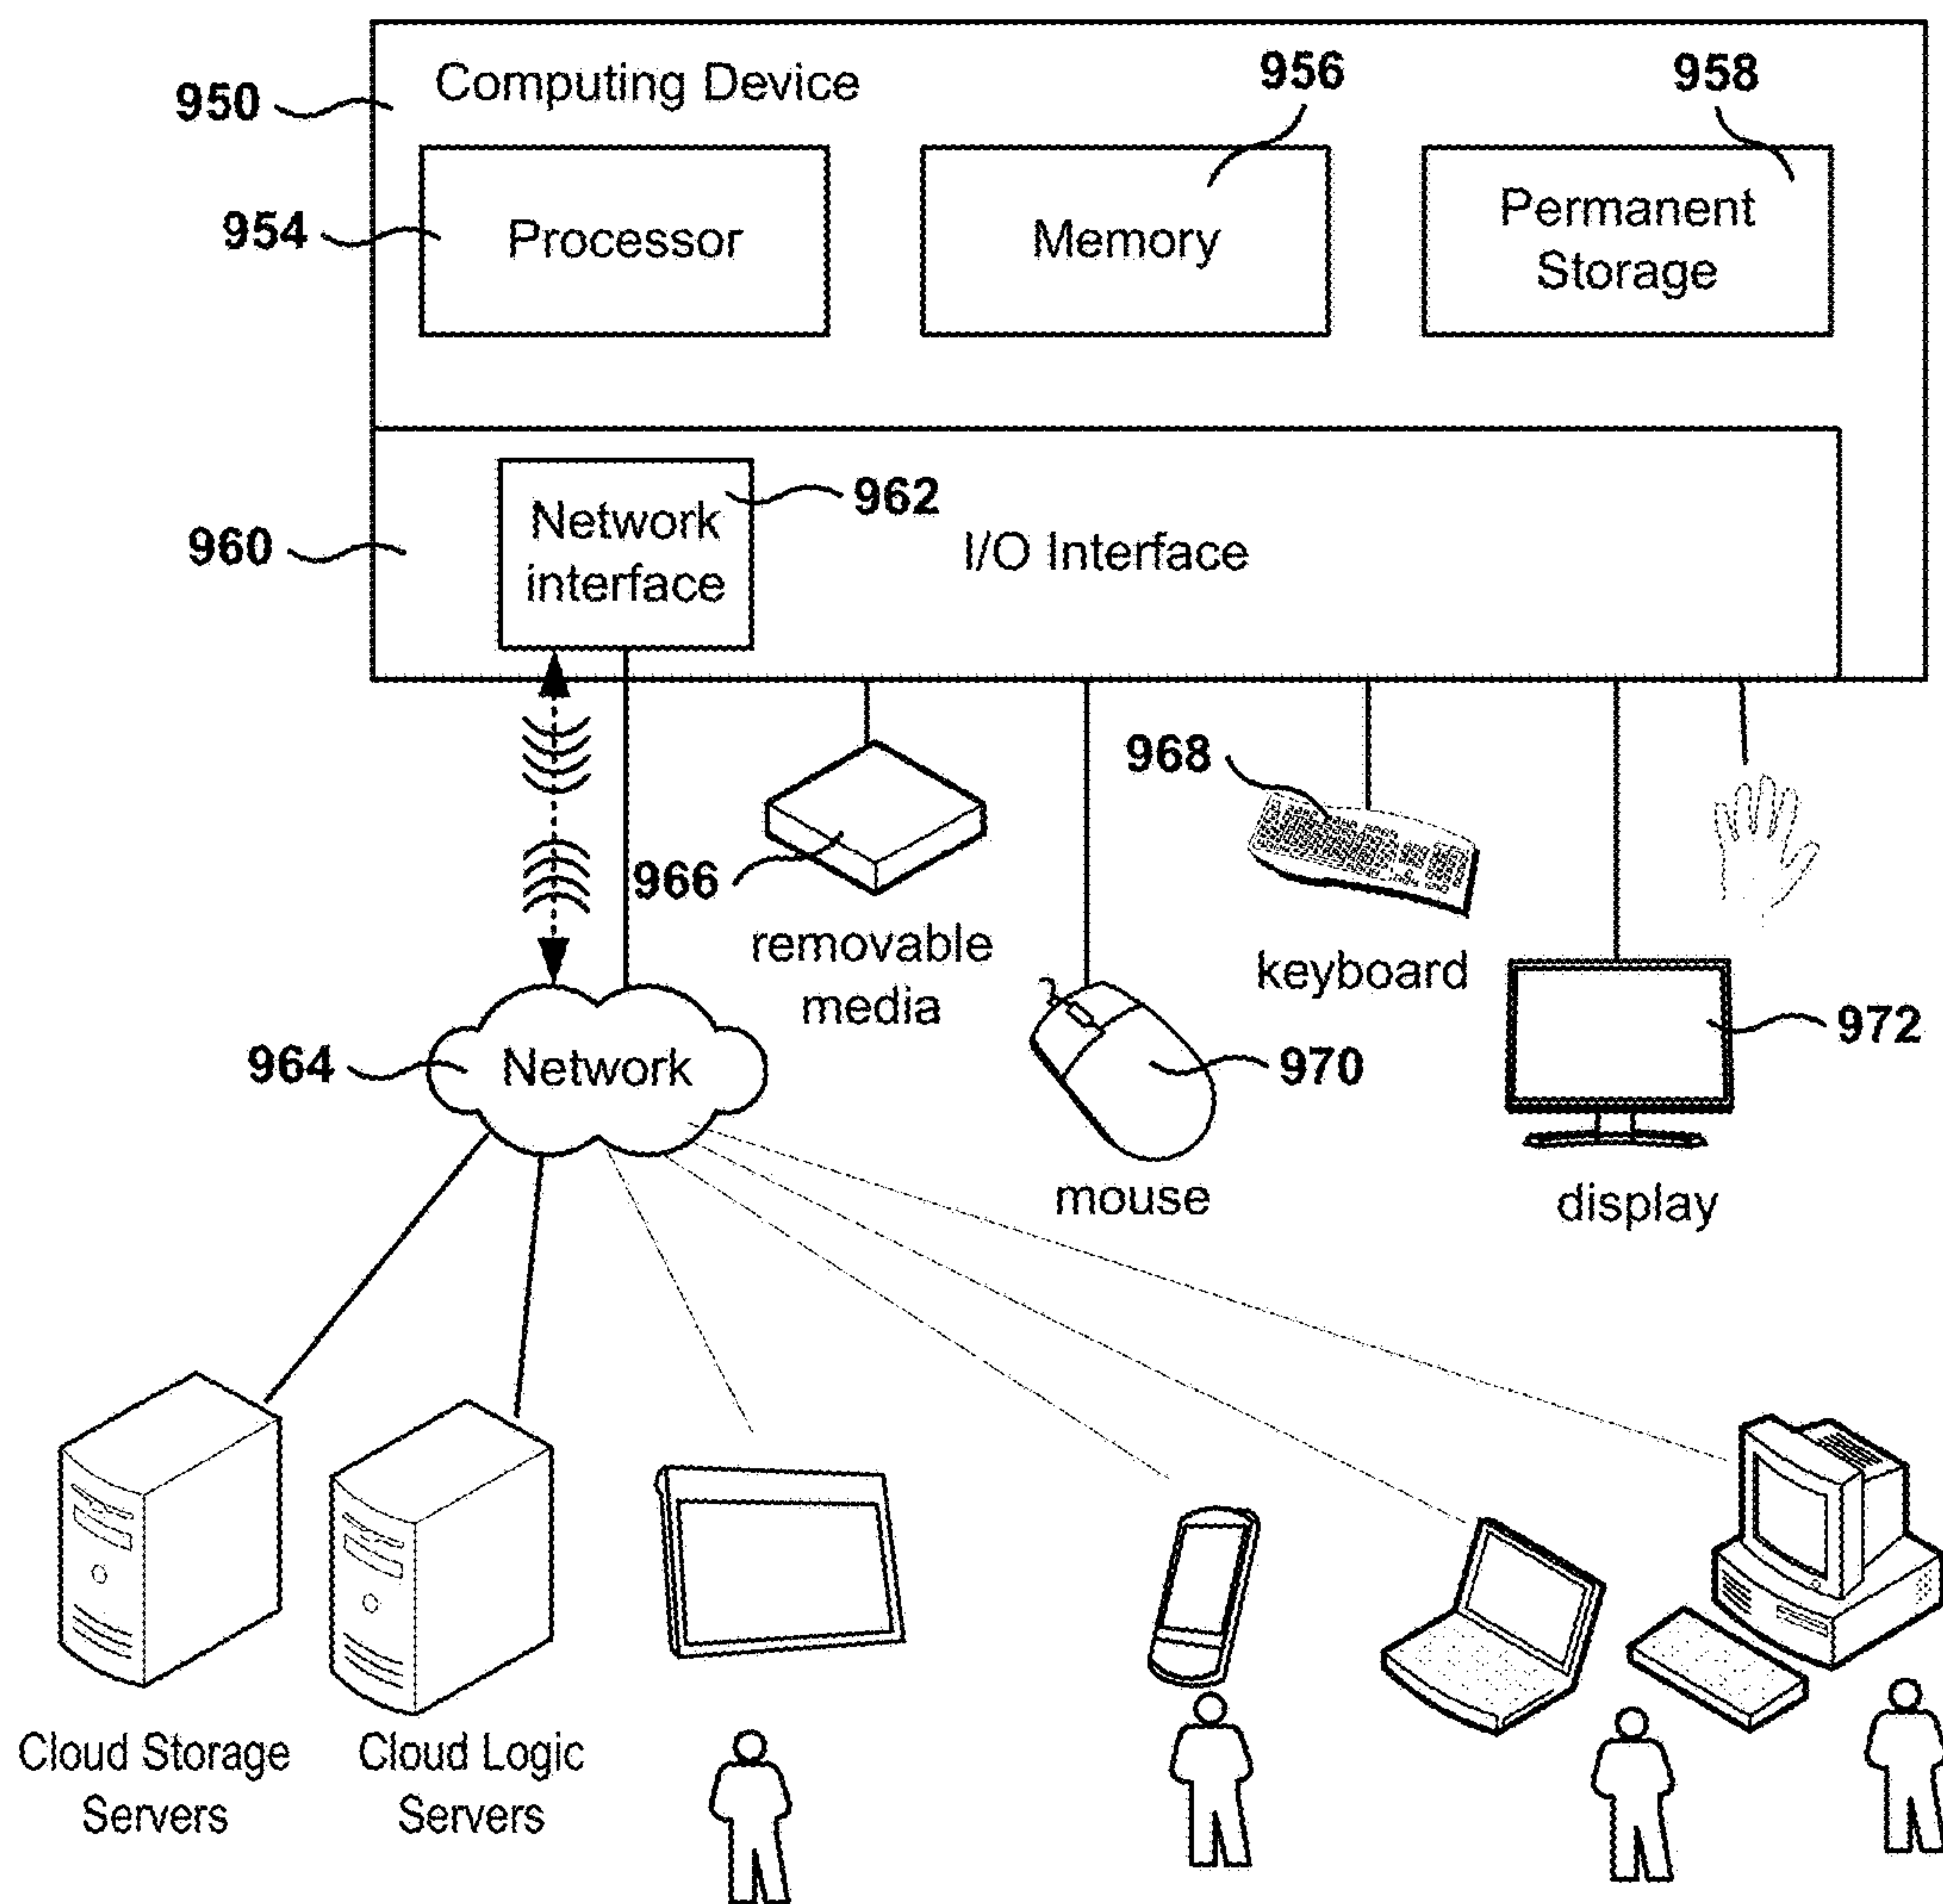 950
Computing Device
956
958
954
Processor
Memory
Permanent
Storage
960
Network
interface
962
I/O Interface
966
removable
media
968
keyboard
964
Network
970
mouse
972
display
Cloud Storage
Servers
Cloud Logic
Servers